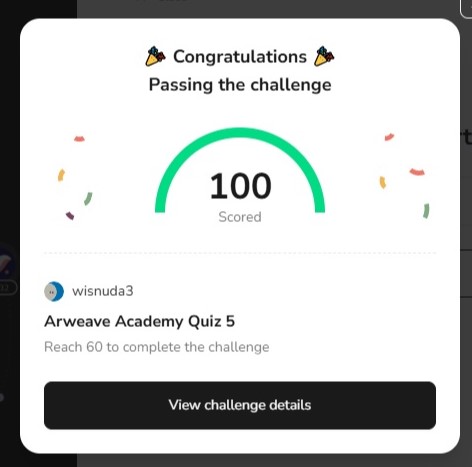 Congratulations
Passing the challenge
100
Scored
wisnuda3
Arweave Academy Quiz 5
Reach 60 to complete the challenge
View challenge details